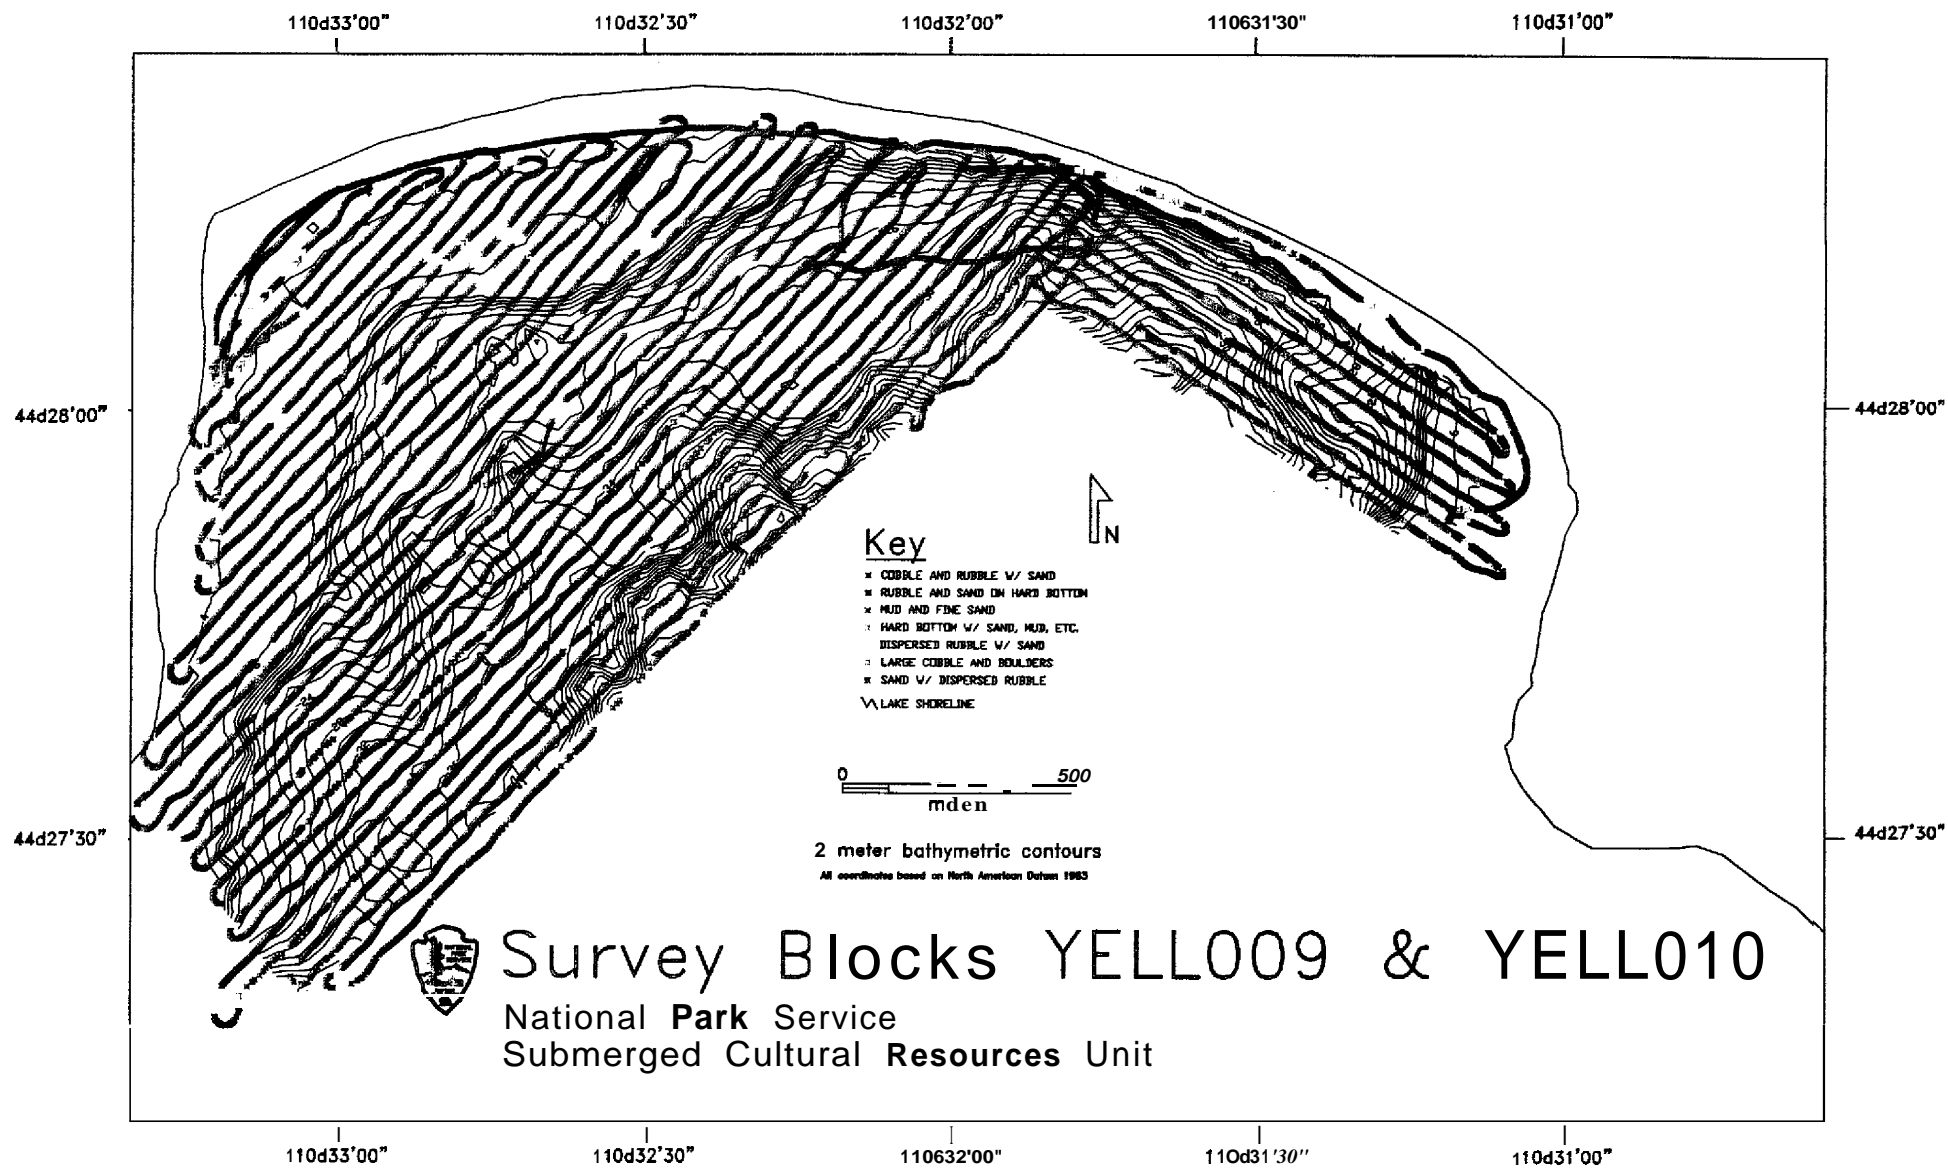 110d33'00" 110d32'30" 110d32'00" 110631'30" 110d31'00"
44d28'00" 44d28'00"
N
Key
COBBLE AND RUBBLE W/ SAND
RUBBLE AND SAND ON HARD BOTTOM
MUD AND FINE SAND
HARD BOTTOM W/ SAND, MUD, ETC.
DISPERSED RUBBLE W/ SAND
LARGE COBBLE AND BOULDERS
SAND W/ DISPERSED RUBBLE
LAKE SHORELINE
0 500
mden
44d27'30" 44d27'30"
2 meter bathymetric contours
All coordinates based on North American Datum 1983
Survey Blocks YELL009 & YELL010
National Park Service
Submerged Cultural Resources Unit
110d33'00" 110d32'30" 110632'00" 110d31'30" 110d31'00"